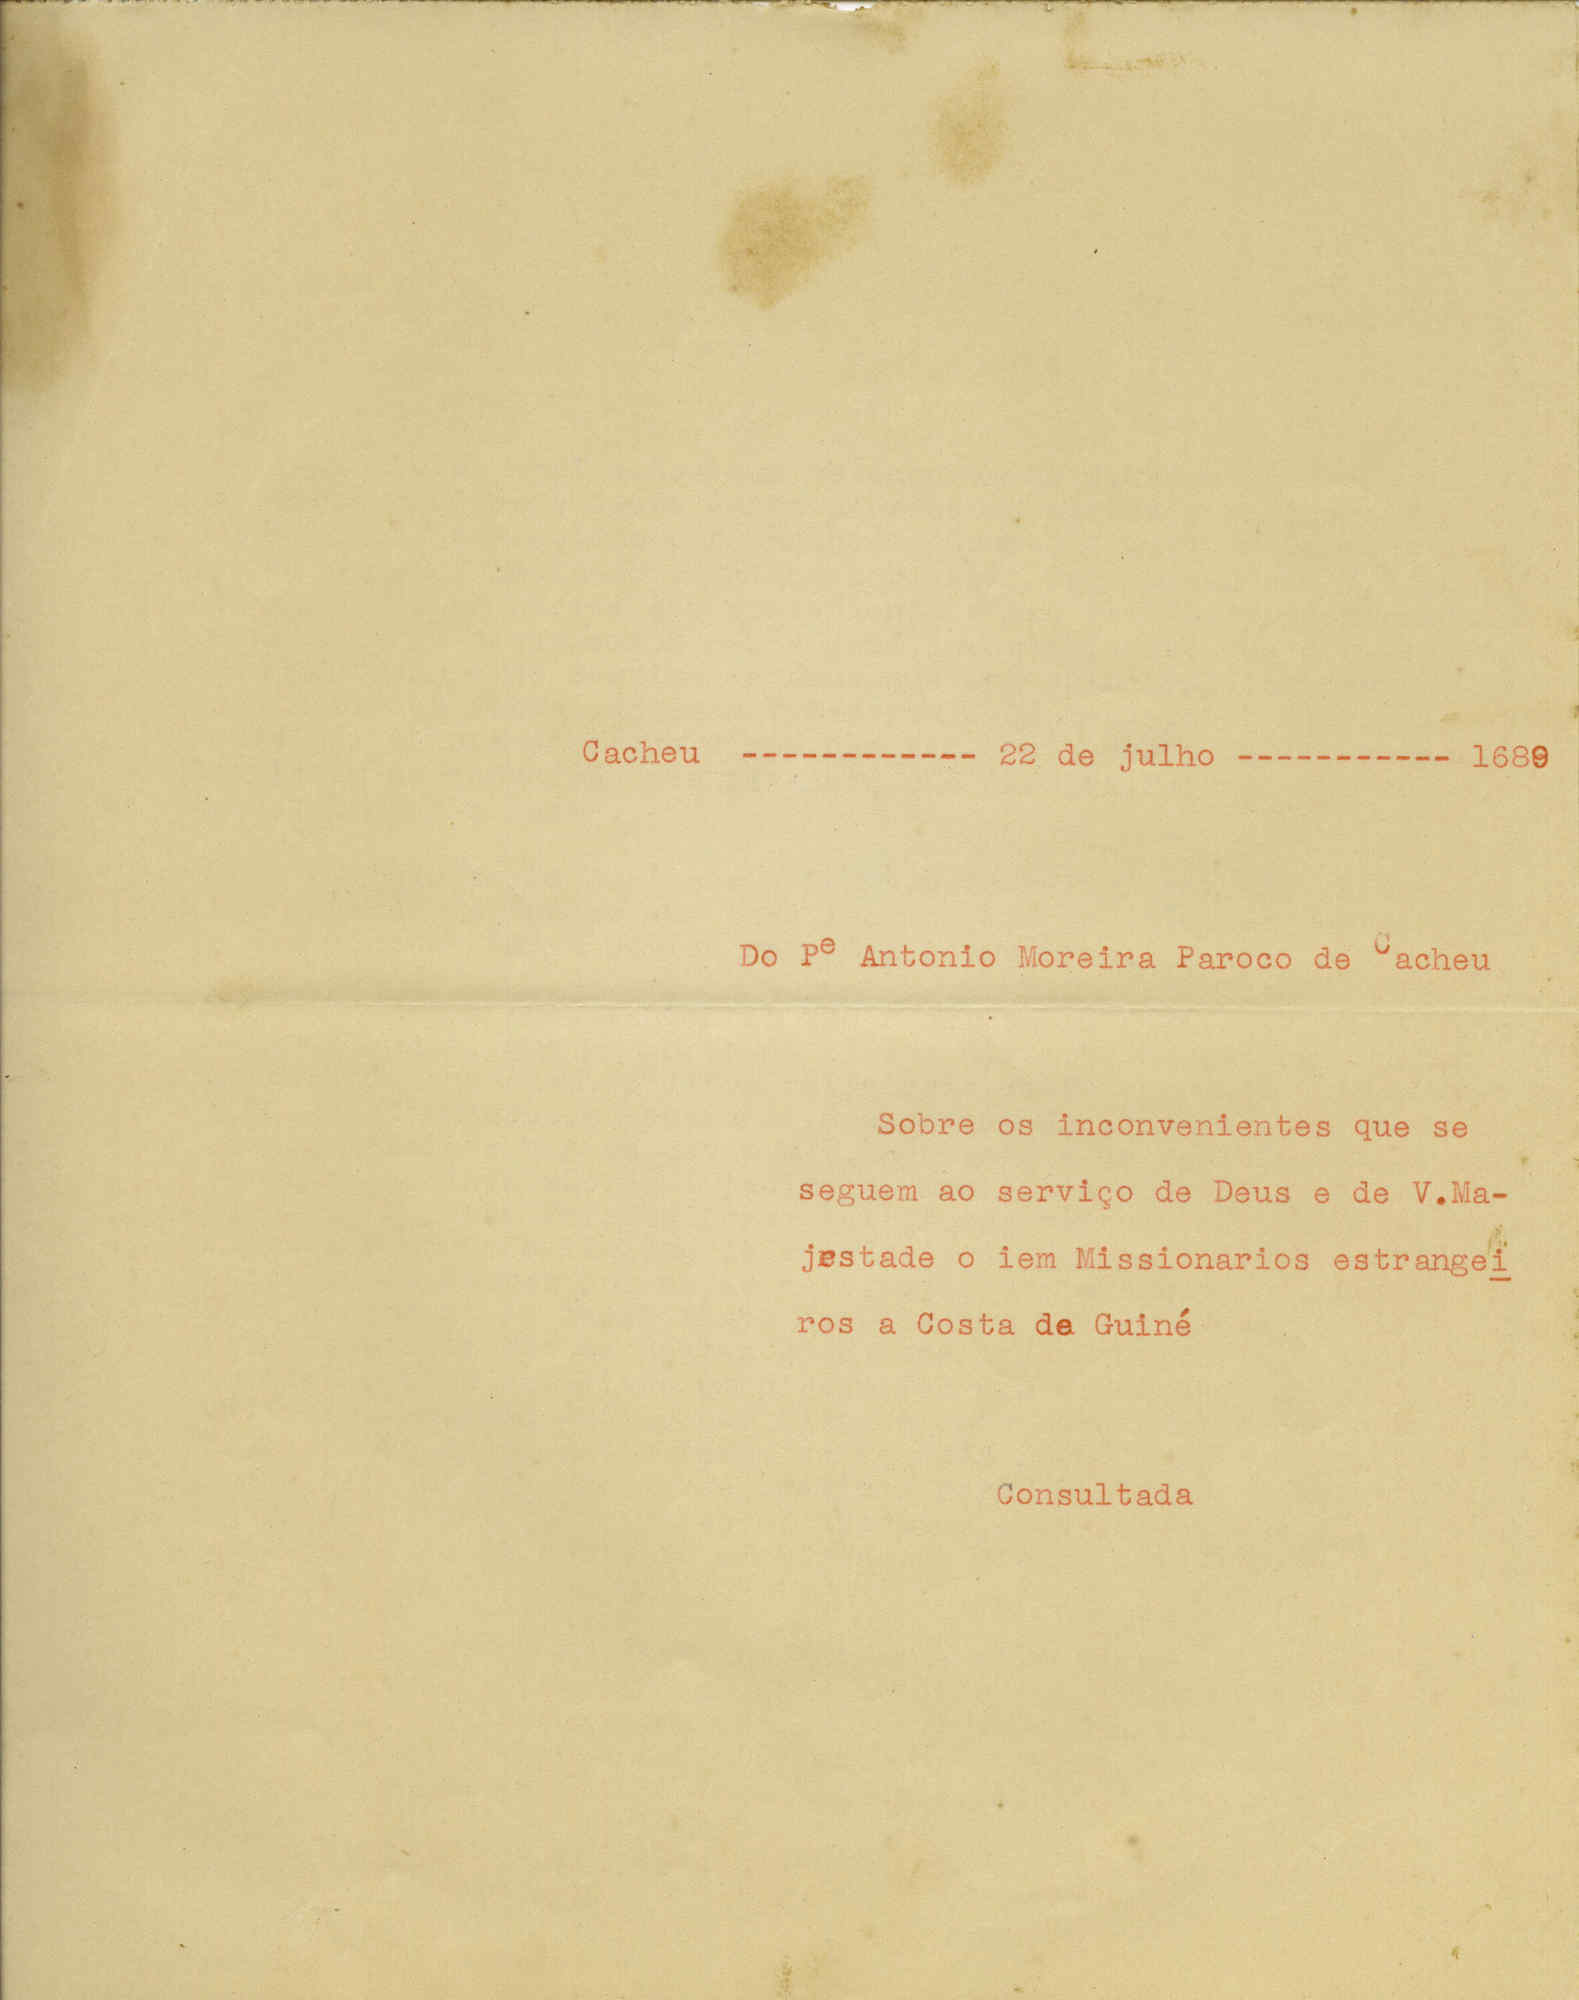 Cacheu ------------ 22 de julho ----------- 1689
Do Pe Antonio Moreira Paroco de Cacheu
Sobre os inconvenientes que se
seguem ao serviço de Deus e de V.Ma-
jestade o iem Missionarios estrangei
ros a Costa de Guiné
Consultada